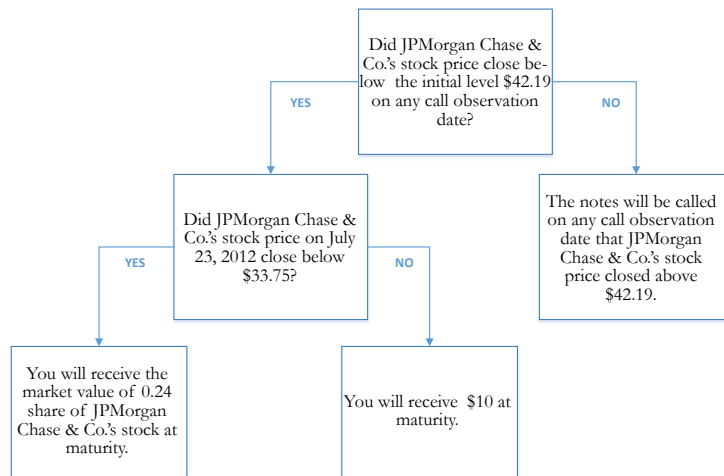 Did JPMorgan Chase &
Co.'s stock price close be-
low the initial level $42.19
on any call observation
date?
YES
NO
Did JPMorgan Chase &
Co.'s stock price on July
23, 2012 close below
$33.75?
The notes will be called
on any call observation
date that JPMorgan
Chase & Co.'s stock
price closed above
$42.19.
YES
NO
You will receive the
market value of 0.24
share of JPMorgan
Chase & Co.'s stock at
maturity.
You will receive $10 at
maturity.